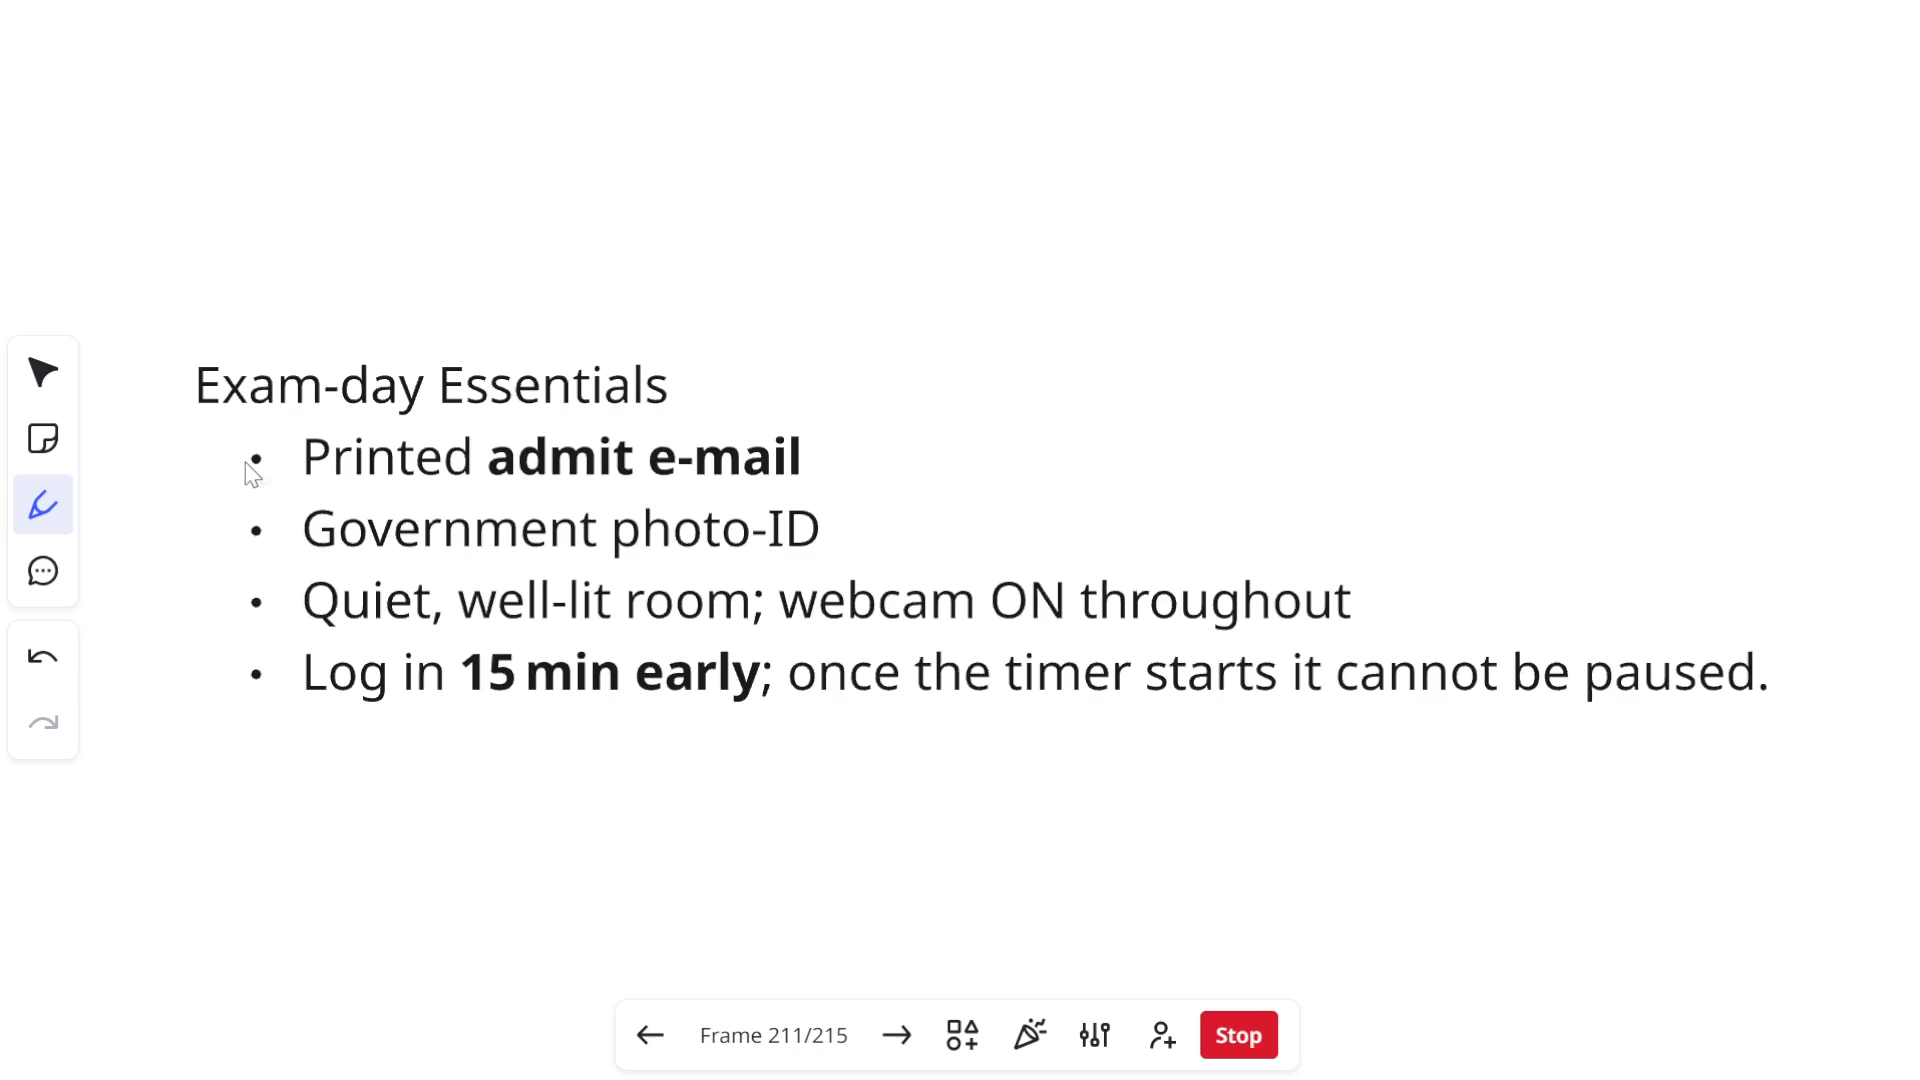 Exam-day Essentials
• Printed admit e-mail
• Government photo-ID
• Quiet, well-lit room; webcam ON throughout
• Log in 15 min early; once the timer starts it cannot be paused.
Frame 211/215
Stop